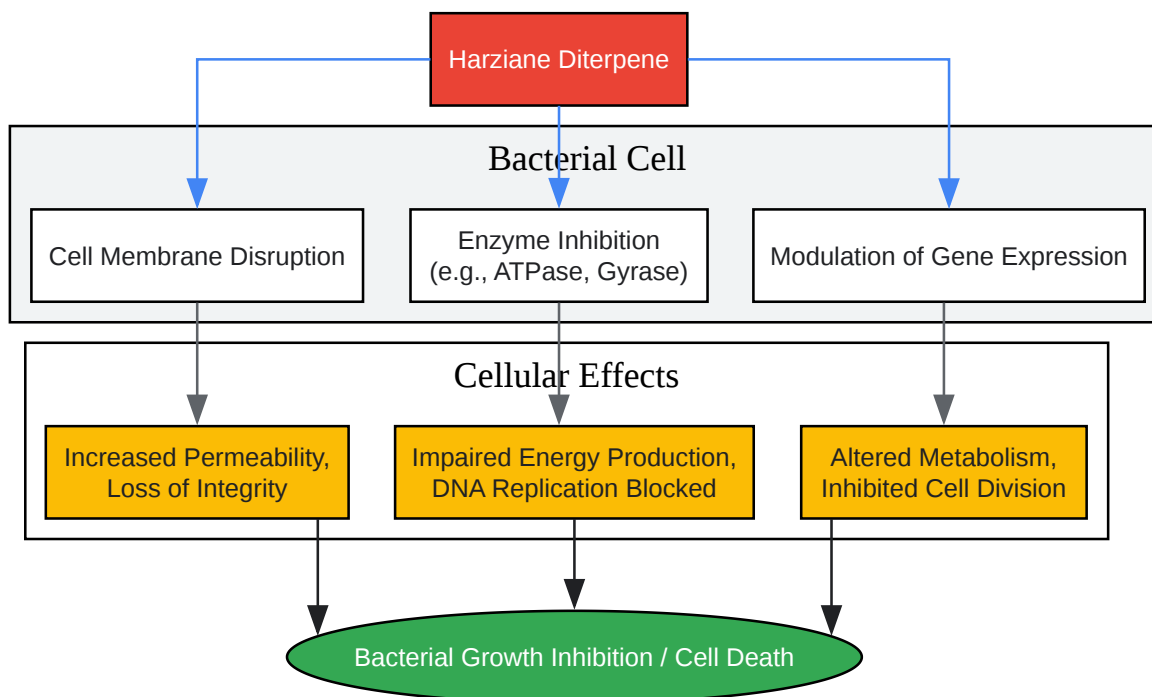 Harziane Diterpene
Bacterial Cell
Cell Membrane Disruption
Enzyme Inhibition
(e.g., ATPase, Gyrase)
Modulation of Gene Expression
Cellular Effects
Increased Permeability,
Loss of Integrity
Impaired Energy Production,
DNA Replication Blocked
Altered Metabolism,
Inhibited Cell Division
Bacterial Growth Inhibition / Cell Death